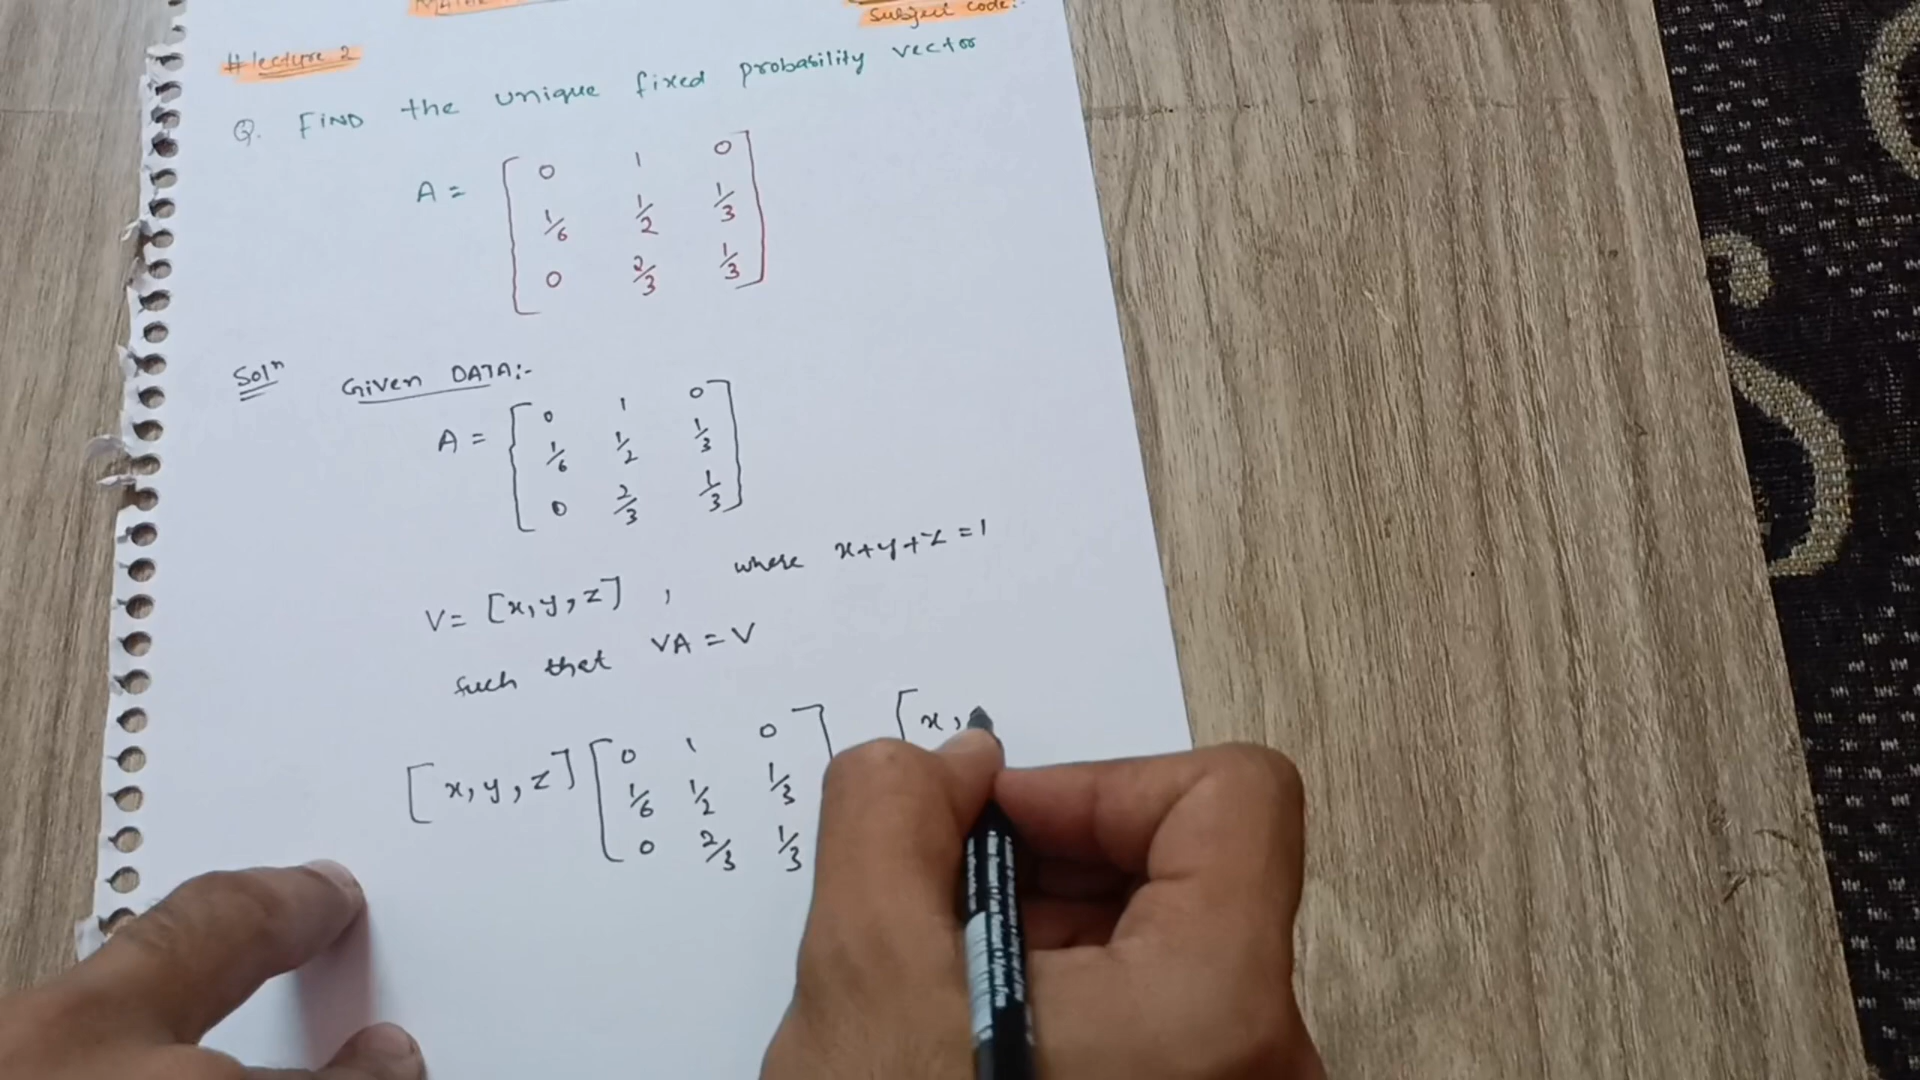 Subject code:-
#lecture 2
Q. FIND the unique fixed probability vector
A = [ 0 1 0
1/6 1/2 1/3
0 2/3 1/3 ]
Solⁿ Given DATA:-
A = [ 0 1 0
1/6 1/2 1/3
0 2/3 1/3 ]
V = [x, y, z] , where x+y+z = 1
such that VA = V
[x, y, z] [ 0 1 0 ] [x,
1/6 1/2 1/3
0 2/3 1/3